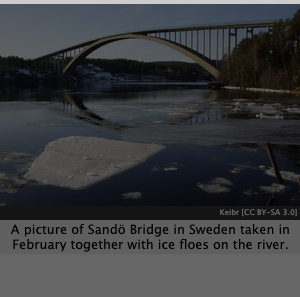 Keibr [CC BY-SA 3.0]
A picture of Sandö Bridge in Sweden taken in
February together with ice floes on the river.